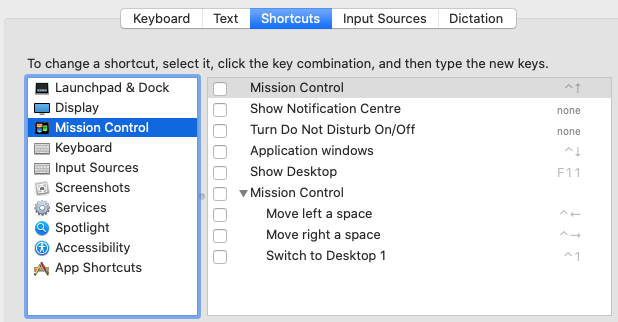 Keyboard Text Shortcuts Input Sources Dictation
To change a shortcut, select it, click the key combination, and then type the new keys.
Launchpad & Dock
Display
Mission Control
Keyboard
Input Sources
Screenshots
Services
Spotlight
Accessibility
App Shortcuts
Mission Control ^↑
Show Notification Centre none
Turn Do Not Disturb On/Off none
Application windows ^↓
Show Desktop F11
Mission Control
Move left a space ^←
Move right a space ^→
Switch to Desktop 1 ^1